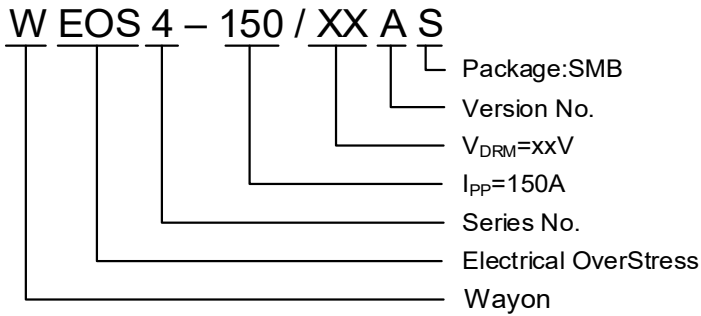 W EOS 4 – 150 / XX A S
Package:SMB
Version No.
VDRM=xxV
IPP=150A
Series No.
Electrical OverStress
Wayon